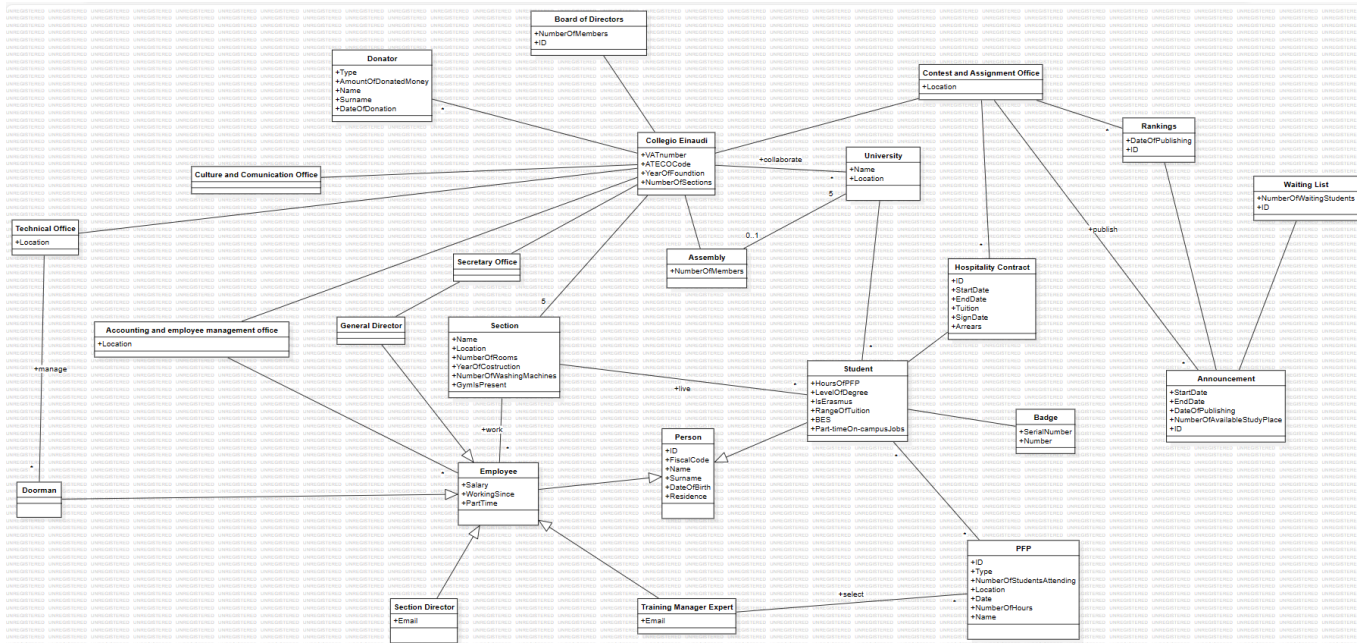 Board of Directors
+NumberOfMembers
+ID
Donator
+Type
+AmountOfDonatedMoney
+Name
+Surname
+DateOfDonation
*
Contest and Assignment Office
+Location
Collegio Einaudi
+VATnumber
+ATECOCode
+YearOfFoundtion
+NumberOfSections
+collaborate
*
University
+Name
+Location
5
Rankings
+DateOfPublishing
+ID
*
Culture and Comunication Office
Waiting List
+NumberOfWaitingStudents
+ID
Technical Office
+Location
+publish
0..1
Assembly
+NumberOfMembers
Secretary Office
*
Hospitality Contract
+ID
+StartDate
+EndDate
+Tuition
+SignDate
+Arrears
5
Accounting and employee management office
+Location
General Director
Section
+Name
+Location
+NumberOfRooms
+YearOfCostruction
+NumberOfWashingMachines
+GymIsPresent
+manage
*
Student
+HoursOfPFP
+LevelOfDegree
+IsErasmus
+RangeOfTuition
+BES
+Part-timeOn-campusJobs
*
+live
*
Announcement
+StartDate
+EndDate
+DateOfPublishing
+NumberOfAvailableStudyPlace
+ID
Badge
+SerialNumber
+Number
+work
*
Person
+ID
+FiscalCode
+Name
+Surname
+DateOfBirth
+Residence
*
Employee
+Salary
+WorkingSince
+PartTime
*
*
Doorman
*
PFP
+ID
+Type
+NumberOfStudentsAttending
+Location
+Date
+NumberOfHours
+Name
+select
*
Section Director
+Email
Training Manager Expert
+Email